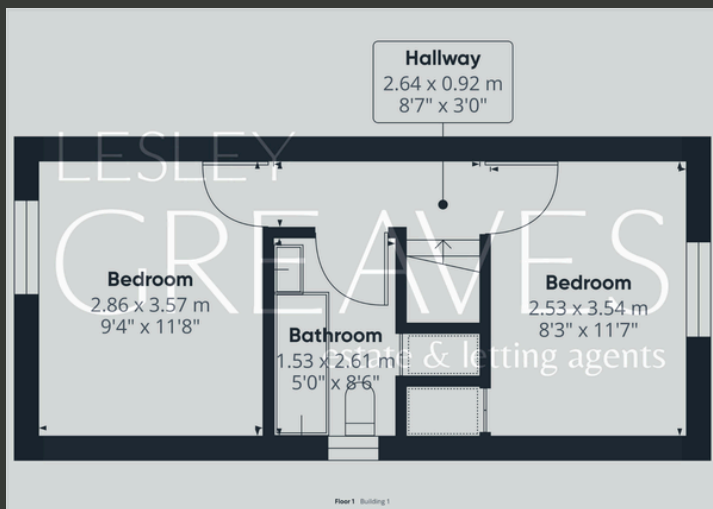 Hallway
2.64 x 0.92 m
8'7" x 3'0"
LESLEY
GREAVES
estate & letting agents
Bedroom
2.86 x 3.57 m
9'4" x 11'8"
Bathroom
1.53 x 2.61 m
5'0" x 8'6"
Bedroom
2.53 x 3.54 m
8'3" x 11'7"
Floor 1 Building 1